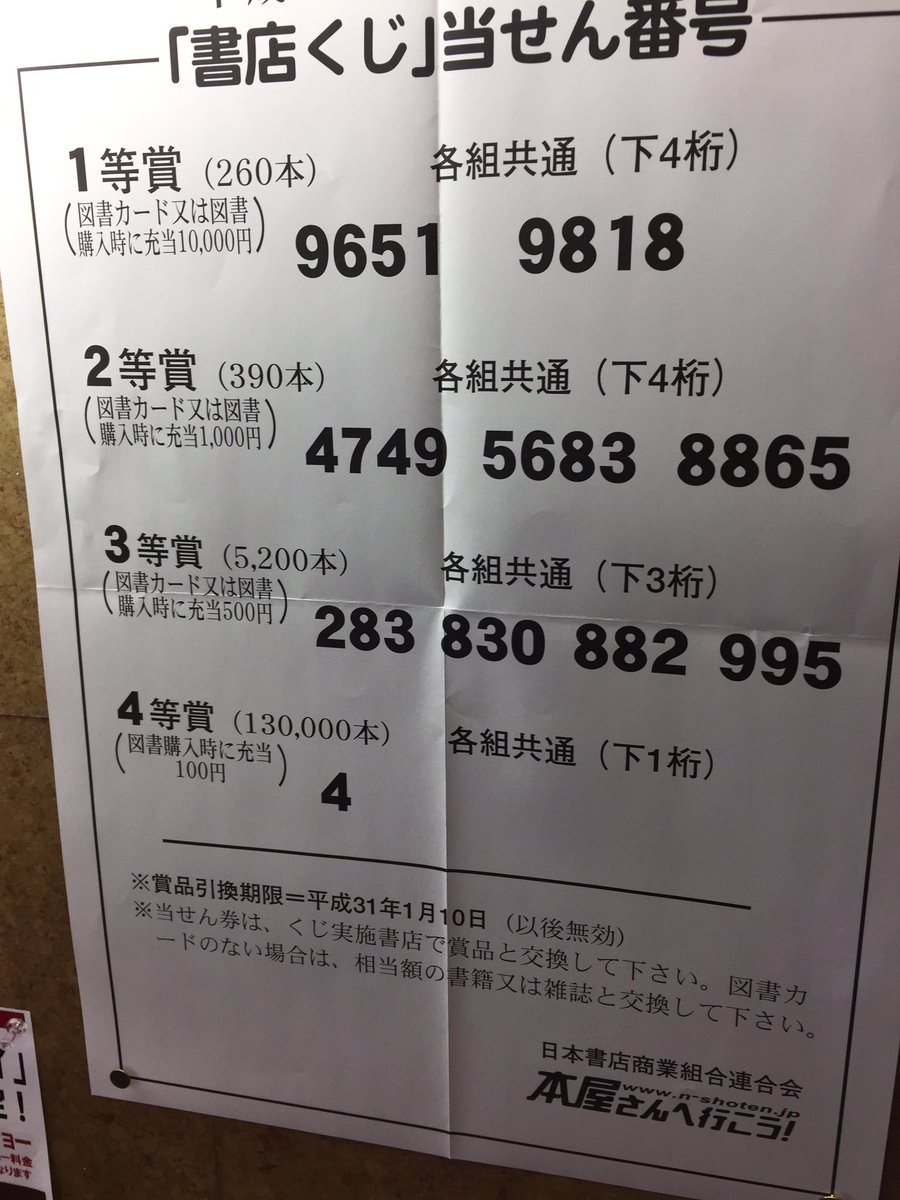 「書店くじ」当せん番号
1等賞（260本） 各組共通（下4桁）
（図書カード又は図書
購入時に充当10,000円）
9651 9818
2等賞（390本） 各組共通（下4桁）
（図書カード又は図書
購入時に充当1,000円）
4749 5683 8865
3等賞（5,200本） 各組共通（下3桁）
（図書カード又は図書
購入時に充当500円）
283 830 882 995
4等賞（130,000本） 各組共通（下1桁）
（図書購入時に充当
100円）
4
※賞品引換期限＝平成31年1月10日（以後無効）
※当せん券は、くじ実施書店で賞品と交換して下さい。図書カ
ードのない場合は、相当額の書籍又は雑誌と交換して下さい。
日本書店商業組合連合会
www.n-shoten.jp
本屋さんへ行こう！
ヨー
料金
ります